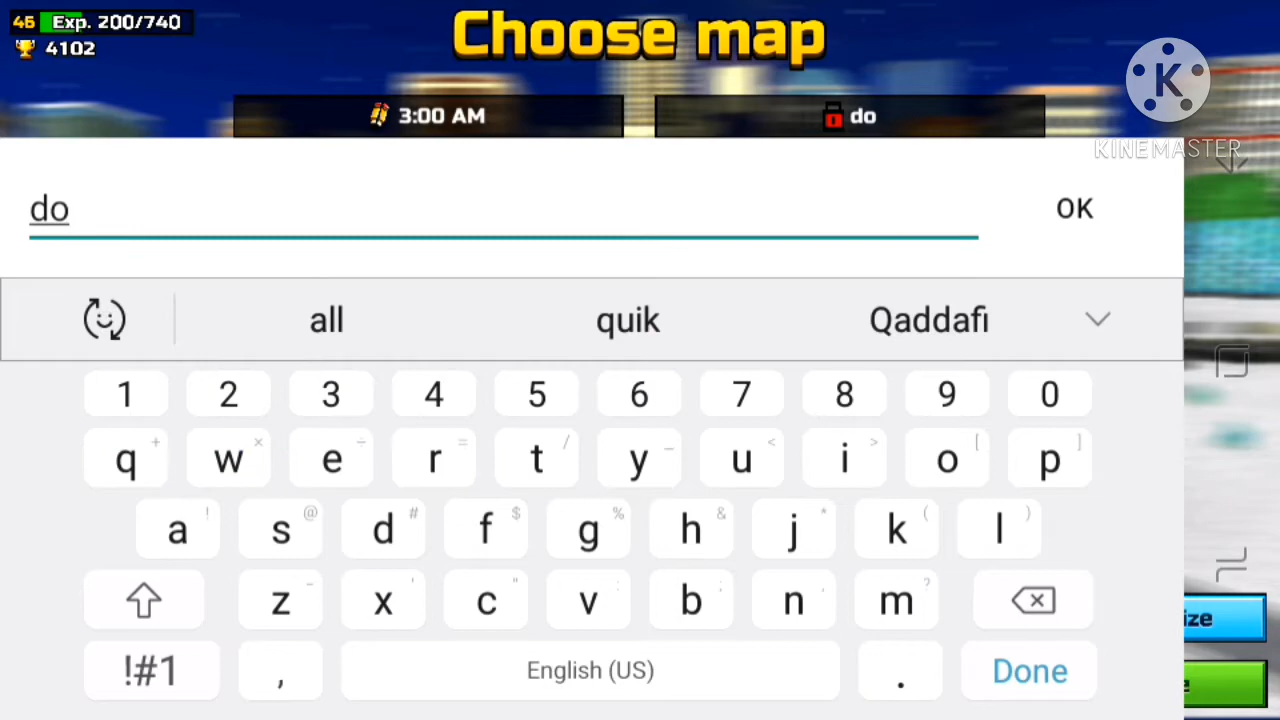 46 Exp. 200/740
4102
Choose map
3:00 AM
do
K
KINEMASTER
do
OK
all quik Qaddafi
1 2 3 4 5 6 7 8 9 0
q + w × e ÷ r = t / y _ u < i > o [ p ]
a ! s @ d # f $ g % h & j * k ( l )
z - x ' c " v : b ; n , m ?
ize
!#1 , English (US) . Done